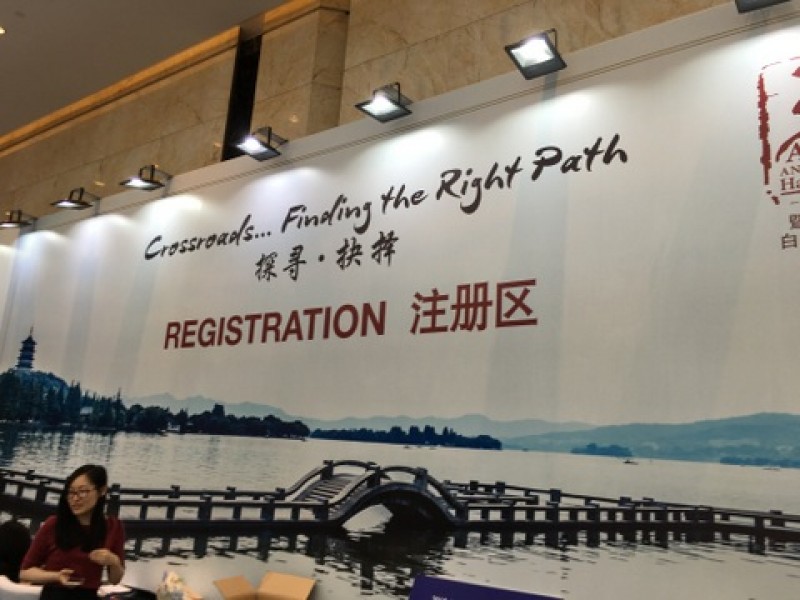 Crossroads... Finding the Right Path
探寻·抉择
REGISTRATION 注册区